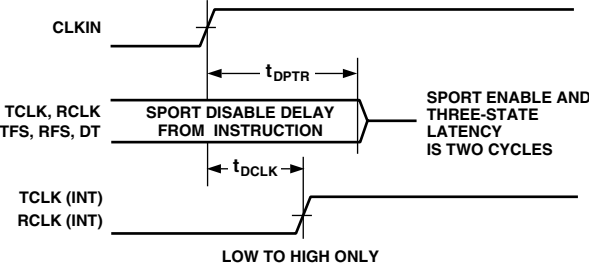 CLKIN
tDPTR
TCLK, RCLK
TFS, RFS, DT
SPORT DISABLE DELAY
FROM INSTRUCTION
SPORT ENABLE AND
THREE-STATE
LATENCY
IS TWO CYCLES
tDCLK
TCLK (INT)
RCLK (INT)
LOW TO HIGH ONLY